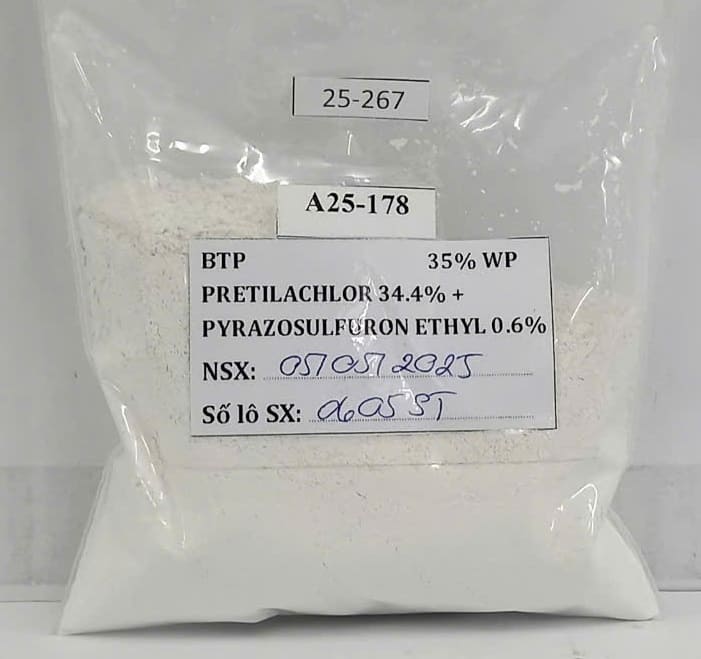 25-267
A25-178
BTP 35% WP
PRETILACHLOR 34.4% +
PYRAZOSULFURON ETHYL 0.6%
NSX: 05/05/2025
Số lô SX: 0605ST